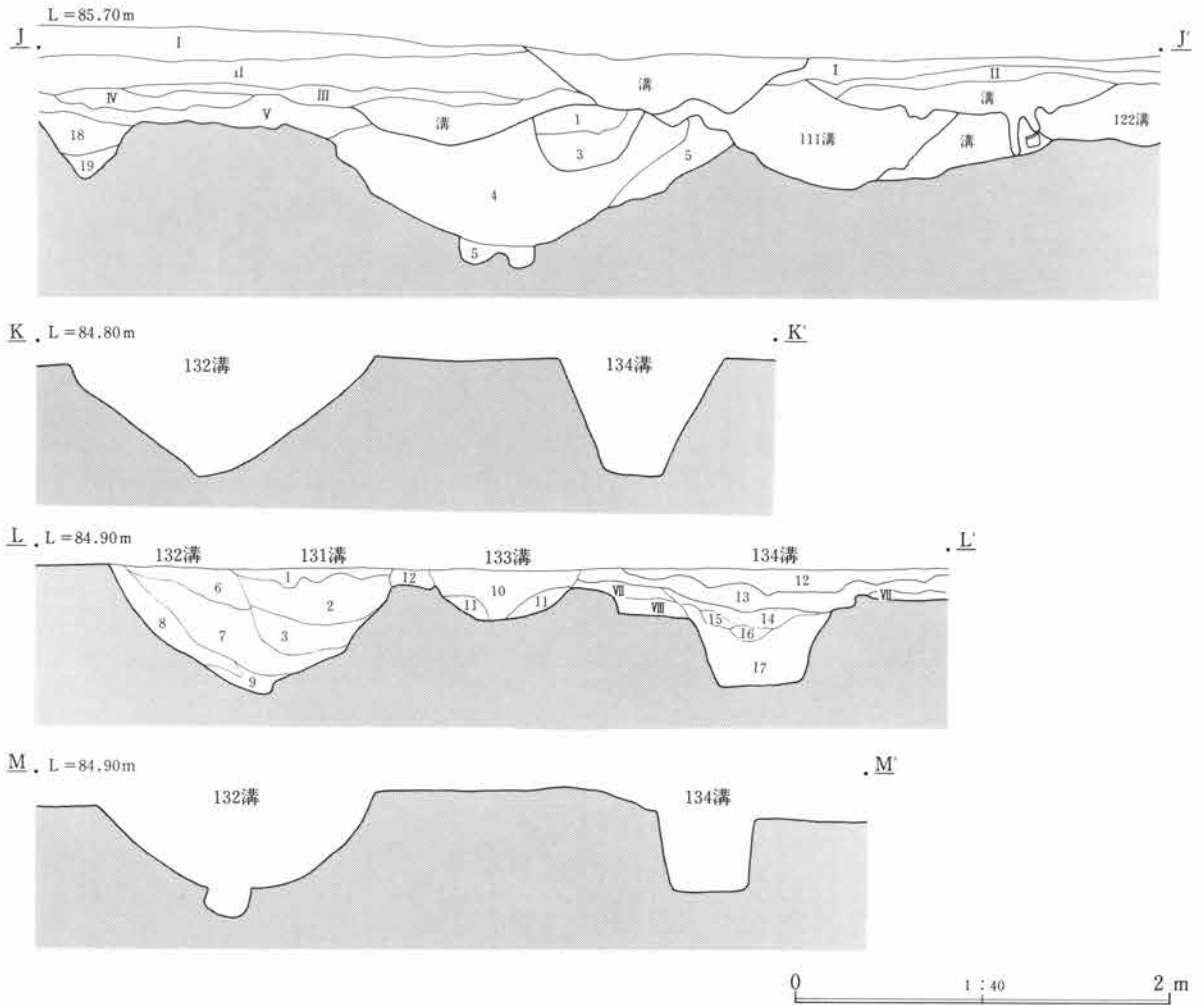 L＝85.70m
J J'
I
II I II
IV III 溝 溝
V 溝 1 111溝 溝 122溝
18 3 5
19 4
5
K L＝84.80m K'
132溝 134溝
L L＝84.90m L'
132溝 131溝 133溝 134溝
1 12 12
6 2 10 VII 13 VII
8 7 3 11 11 VIII 15 14
16
9 17
M L＝84.90m M'
132溝 134溝
0 1：40 2 m